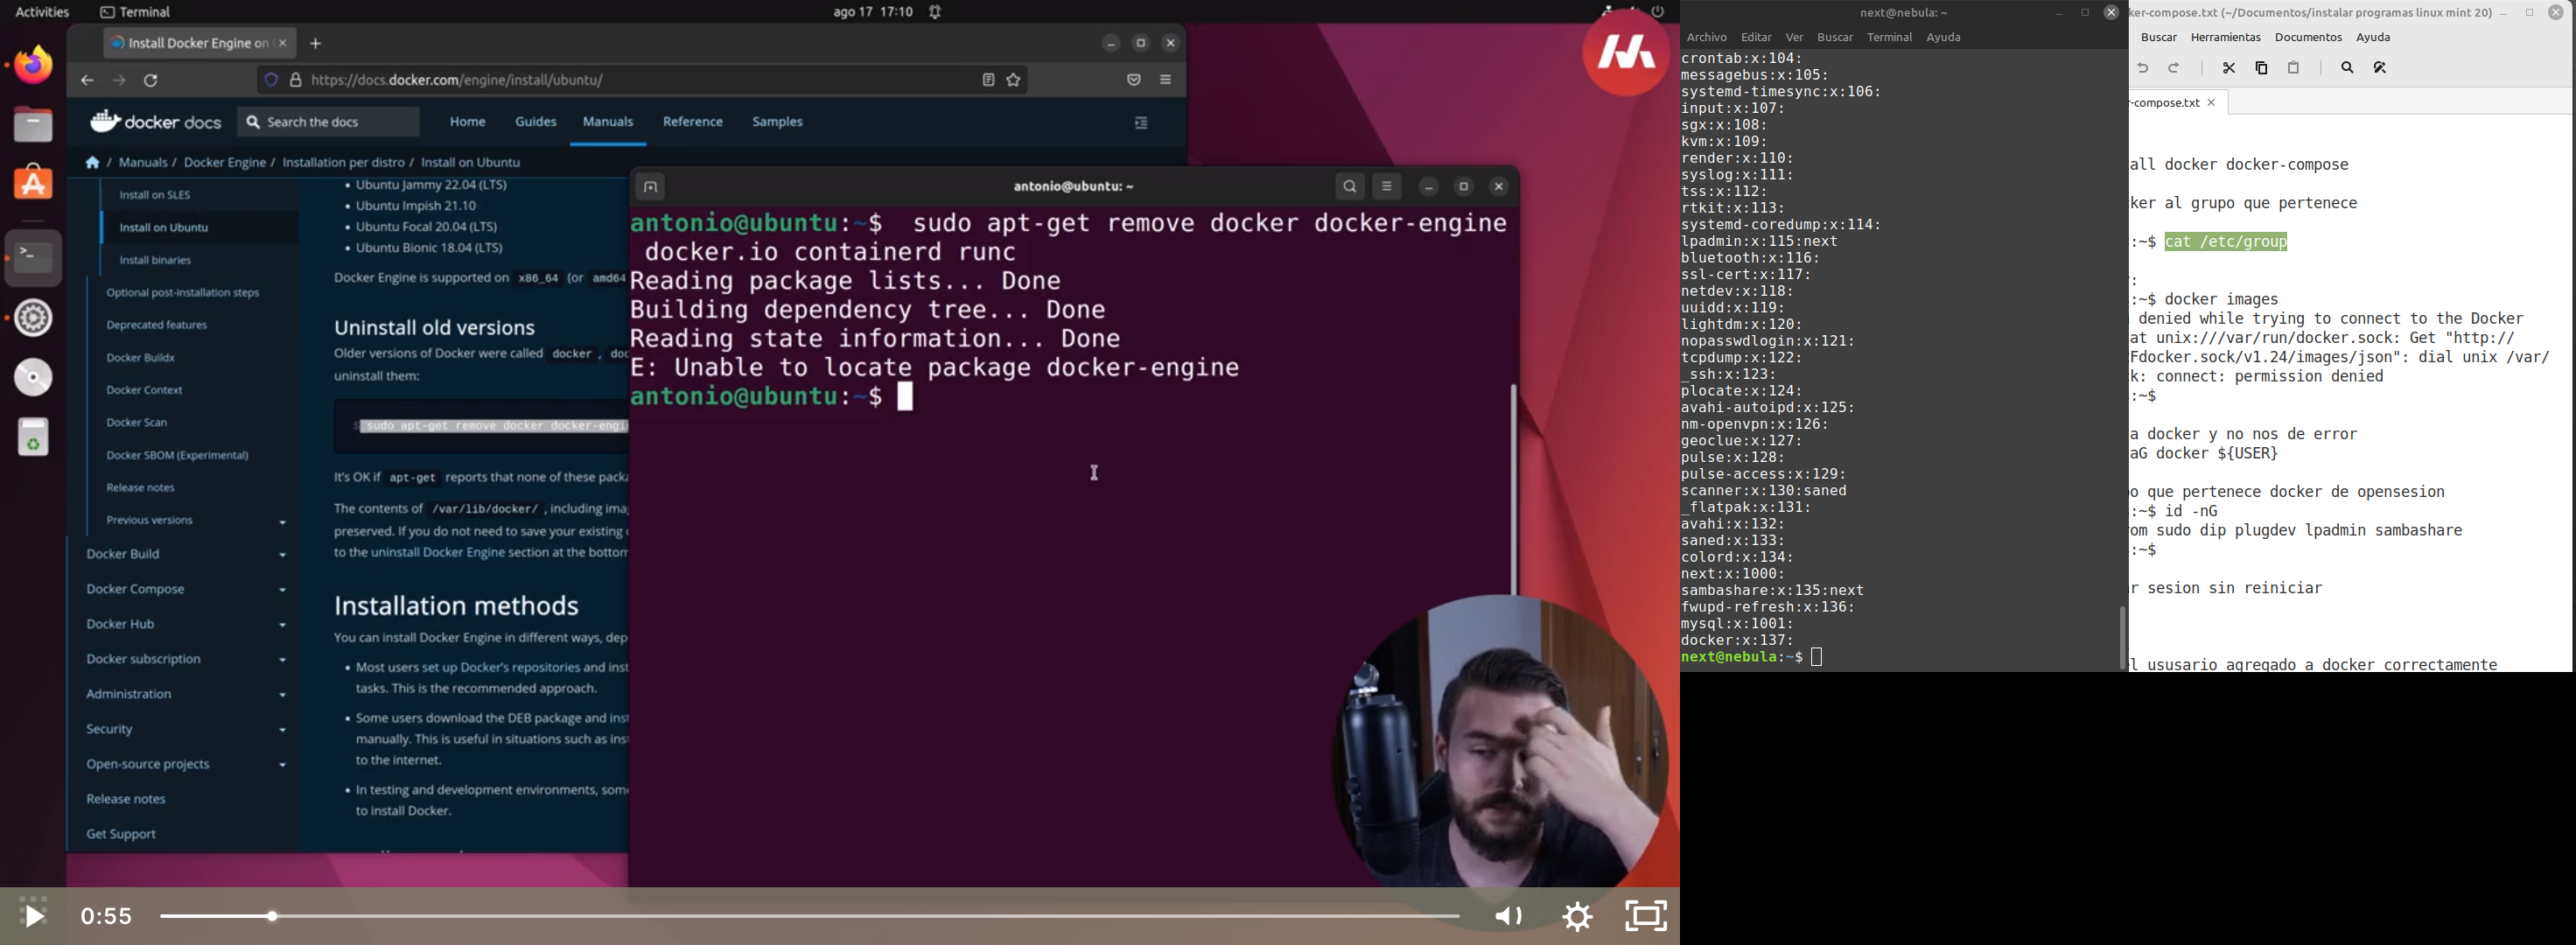 Activities
Terminal
ago 17 17:10
Install Docker Engine on
https://docs.docker.com/engine/install/ubuntu/
docker docs
Search the docs
Home
Guides
Manuals
Reference
Samples
/ Manuals / Docker Engine / Installation per distro / Install on Ubuntu
Install on SLES
Install on Ubuntu
Install binaries
Optional post-installation steps
Deprecated features
Docker Buildx
Docker Context
Docker Scan
Docker SBOM (Experimental)
Release notes
Previous versions
Docker Build
Docker Compose
Docker Hub
Docker subscription
Administration
Security
Open-source projects
Release notes
Get Support
• Ubuntu Jammy 22.04 (LTS)
• Ubuntu Impish 21.10
• Ubuntu Focal 20.04 (LTS)
• Ubuntu Bionic 18.04 (LTS)
Docker Engine is supported on x86_64 (or amd64
Uninstall old versions
Older versions of Docker were called docker, doc
uninstall them:
$ sudo apt-get remove docker docker-engi
It's OK if apt-get reports that none of these packa
The contents of /var/lib/docker/, including imag
preserved. If you do not need to save your existing
to the uninstall Docker Engine section at the bottom
Installation methods
You can install Docker Engine in different ways, dep
• Most users set up Docker's repositories and inst
tasks. This is the recommended approach.
• Some users download the DEB package and inst
manually. This is useful in situations such as inst
to the internet.
• In testing and development environments, some
to install Docker.
antonio@ubuntu: ~
antonio@ubuntu:~$  sudo apt-get remove docker docker-engine
docker.io containerd runc
Reading package lists... Done
Building dependency tree... Done
Reading state information... Done
E: Unable to locate package docker-engine
antonio@ubuntu:~$
0:55
next@nebula: ~
Archivo Editar Ver Buscar Terminal Ayuda
crontab:x:104:
messagebus:x:105:
systemd-timesync:x:106:
input:x:107:
sgx:x:108:
kvm:x:109:
render:x:110:
syslog:x:111:
tss:x:112:
rtkit:x:113:
systemd-coredump:x:114:
lpadmin:x:115:next
bluetooth:x:116:
ssl-cert:x:117:
netdev:x:118:
uuidd:x:119:
lightdm:x:120:
nopasswdlogin:x:121:
tcpdump:x:122:
_ssh:x:123:
plocate:x:124:
avahi-autoipd:x:125:
nm-openvpn:x:126:
geoclue:x:127:
pulse:x:128:
pulse-access:x:129:
scanner:x:130:saned
_flatpak:x:131:
avahi:x:132:
saned:x:133:
colord:x:134:
next:x:1000:
sambashare:x:135:next
fwupd-refresh:x:136:
mysql:x:1001:
docker:x:137:
next@nebula:~$
ker-compose.txt (~/Documentos/instalar programas linux mint 20)
Buscar Herramientas Documentos Ayuda
-compose.txt
all docker docker-compose
ker al grupo que pertenece
:~$ cat /etc/group
:
:~$ docker images
denied while trying to connect to the Docker
at unix:///var/run/docker.sock: Get "http://
Fdocker.sock/v1.24/images/json": dial unix /var/
k: connect: permission denied
:~$
a docker y no nos de error
aG docker ${USER}
o que pertenece docker de opensesion
:~$ id -nG
om sudo dip plugdev lpadmin sambashare
:~$
r sesion sin reiniciar
l ususario agregado a docker correctamente